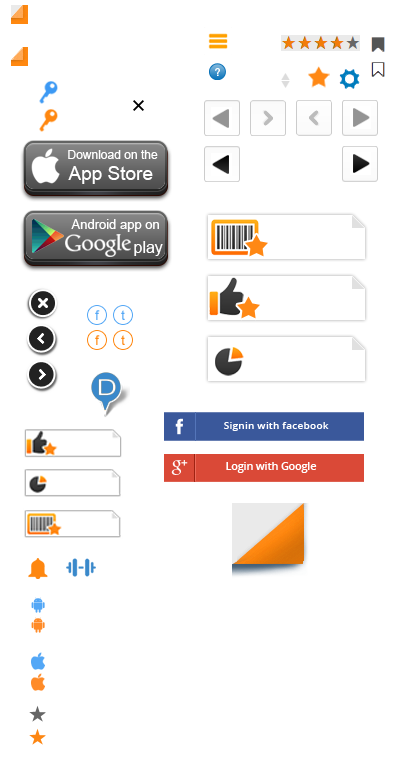 ?
Download on the
App Store
Android app on
Google play
f t
f t
D
f Signin with facebook
g+ Login with Google